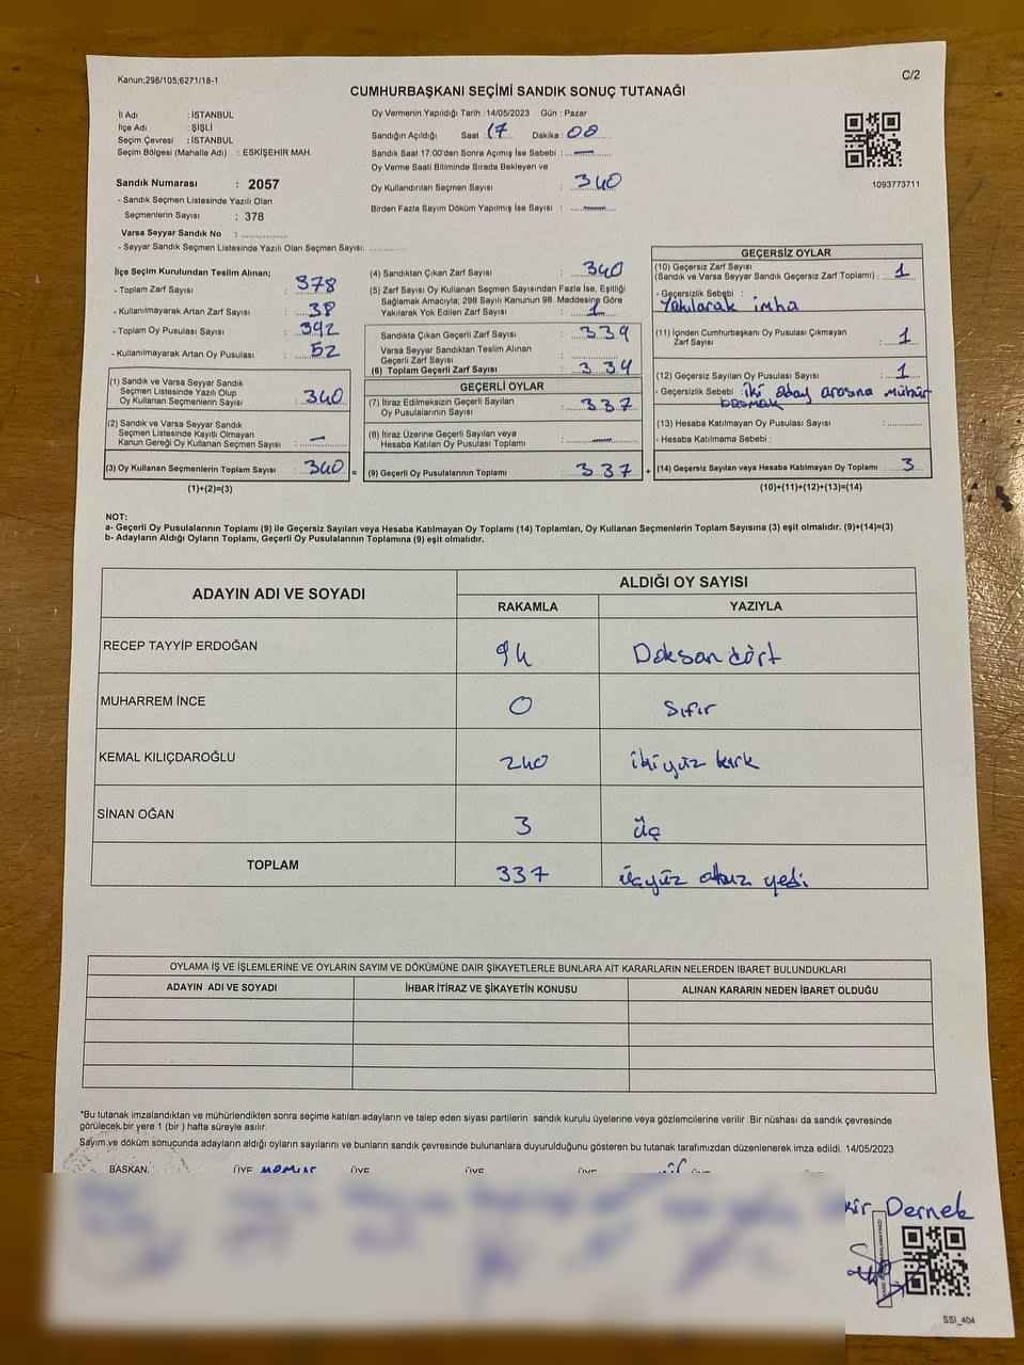 Kanun;298/105;6271/18-1
C/2
CUMHURBAŞKANI SEÇİMİ SANDIK SONUÇ TUTANAĞI
İl Adı : İSTANBUL
İlçe Adı : ŞİŞLİ
Seçim Çevresi : İSTANBUL
Seçim Bölgesi (Mahalle Adı) : ESKİŞEHİR MAH.
Sandık Numarası : 2057
- Sandık Seçmen Listesinde Yazılı Olan
Seçmenlerin Sayısı : 378
Varsa Seyyar Sandık No :
- Seyyar Sandık Seçmen Listesinde Yazılı Olan Seçmen Sayısı:
Oy Vermenin Yapıldığı Tarih : 14/05/2023 Gün : Pazar
Sandığın Açıldığı Saat 17 Dakika : 00
Sandık Saat 17:00'den Sonra Açılmış İse Sebebi : —
Oy Verme Saati Bitiminde Sırada Bekleyen ve
Oy Kullandırılan Seçmen Sayısı : 340
Birden Fazla Sayım Döküm Yapılmış İse Sayısı : —
1093773711
İlçe Seçim Kurulundan Teslim Alınan;
- Toplam Zarf Sayısı : 378
- Kullanılmayarak Artan Zarf Sayısı : 38
- Toplam Oy Pusulası Sayısı : 392
- Kullanılmayarak Artan Oy Pusulası : 52
(1) Sandık ve Varsa Seyyar Sandık
Seçmen Listesinde Yazılı Olup
Oy Kullanan Seçmenlerin Sayısı : 340
(2) Sandık ve Varsa Seyyar Sandık
Seçmen Listesinde Kayıtlı Olmayan
Kanun Gereği Oy Kullanan Seçmen Sayısı : —
(3) Oy Kullanan Seçmenlerin Toplam Sayısı : 340 =
(1)+(2)=(3)
(4) Sandıktan Çıkan Zarf Sayısı : 340
(5) Zarf Sayısı Oy Kullanan Seçmen Sayısından Fazla İse, Eşitliği
Sağlamak Amacıyla; 298 Sayılı Kanunun 98. Maddesine Göre
Yakılarak Yok Edilen Zarf Sayısı : 1
Sandıkta Çıkan Geçerli Zarf Sayısı : 339
Varsa Seyyar Sandıktan Teslim Alınan
Geçerli Zarf Sayısı :
(6) Toplam Geçerli Zarf Sayısı : 339
GEÇERLİ OYLAR
(7) İtiraz Edilmeksizin Geçerli Sayılan
Oy Pusulalarının Sayısı : 337
(8) İtiraz Üzerine Geçerli Sayılan veya
Hesaba Katılan Oy Pusulası Toplamı : —
(9) Geçerli Oy Pusulalarının Toplamı : 337 +
GEÇERSİZ OYLAR
(10) Geçersiz Zarf Sayısı
(Sandık ve Varsa Seyyar Sandık Geçersiz Zarf Toplamı) : 1
- Geçersizlik Sebebi :
Yakılarak imha
(11) İçinden Cumhurbaşkanı Oy Pusulası Çıkmayan
Zarf Sayısı : 1
(12) Geçersiz Sayılan Oy Pusulası Sayısı : 1
- Geçersizlik Sebebi : iki aday arasına mühür
basmak
(13) Hesaba Katılmayan Oy Pusulası Sayısı :
- Hesaba Katılmama Sebebi :
(14) Geçersiz Sayılan veya Hesaba Katılmayan Oy Toplamı : 3
(10)+(11)+(12)+(13)=(14)
NOT:
a- Geçerli Oy Pusulalarının Toplamı (9) ile Geçersiz Sayılan veya Hesaba Katılmayan Oy Toplamı (14) Toplamları, Oy Kullanan Seçmenlerin Toplam Sayısına (3) eşit olmalıdır. (9)+(14)=(3)
b- Adayların Aldığı Oyların Toplamı, Geçerli Oy Pusulalarının Toplamına (9) eşit olmalıdır.
ADAYIN ADI VE SOYADI
ALDIĞI OY SAYISI
RAKAMLA YAZIYLA
RECEP TAYYİP ERDOĞAN 94 Doksan dört
MUHARREM İNCE 0 Sıfır
KEMAL KILIÇDAROĞLU 240 ikiyüz kırk
SİNAN OĞAN 3 üç
TOPLAM 337 üçyüz otuz yedi
OYLAMA İŞ VE İŞLEMLERİNE VE OYLARIN SAYIM VE DÖKÜMÜNE DAİR ŞİKAYETLERLE BUNLARA AİT KARARLARIN NELERDEN İBARET BULUNDUKLARI
ADAYIN ADI VE SOYADI İHBAR İTİRAZ VE ŞİKAYETİN KONUSU ALINAN KARARIN NEDEN İBARET OLDUĞU
*Bu tutanak imzalandıktan ve mühürlendikten sonra seçime katılan adayların ve talep eden siyasi partilerin sandık kurulu üyelerine veya gözlemcilerine verilir. Bir nüshası da sandık çevresinde
görülecek bir yere 1 (bir) hafta süreyle asılır.
Sayım ve döküm sonucunda adayların aldığı oyların sayılarını ve bunların sandık çevresinde bulunanlara duyurulduğunu gösteren bu tutanak tarafımızdan düzenlenerek imza edildi. 14/05/2023
BAŞKAN ÜYE ÜYE ÜYE ÜYE
Dernek
SSI_404